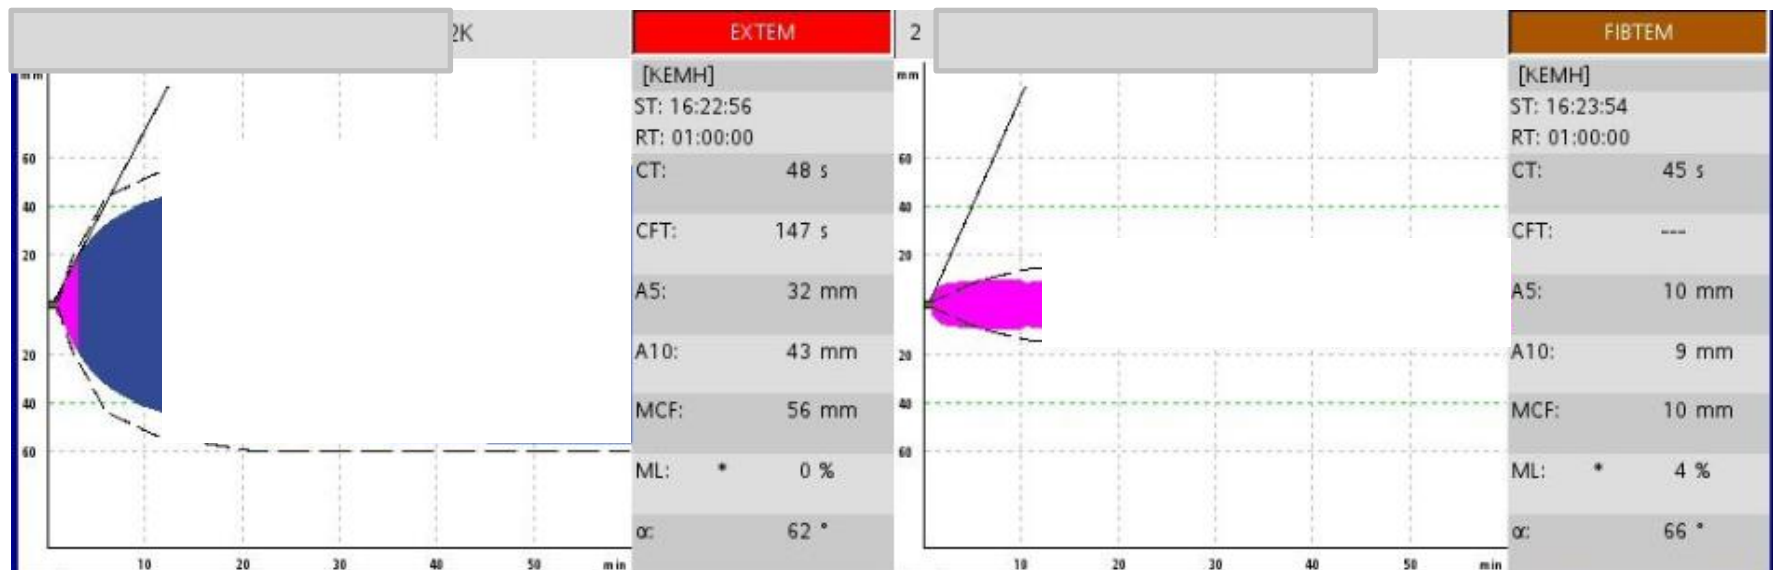 2K
EXTEM
2
FIBTEM
mm
[KEMH]
ST: 16:22:56
RT: 01:00:00
CT: 48 s
CFT: 147 s
A5: 32 mm
A10: 43 mm
MCF: 56 mm
ML: * 0 %
α: 62 °
60
40
20
20
40
60
10 20 30 40 50 min
mm
[KEMH]
ST: 16:23:54
RT: 01:00:00
CT: 45 s
CFT: ---
A5: 10 mm
A10: 9 mm
MCF: 10 mm
ML: * 4 %
α: 66 °
60
40
20
20
40
60
10 20 30 40 50 min